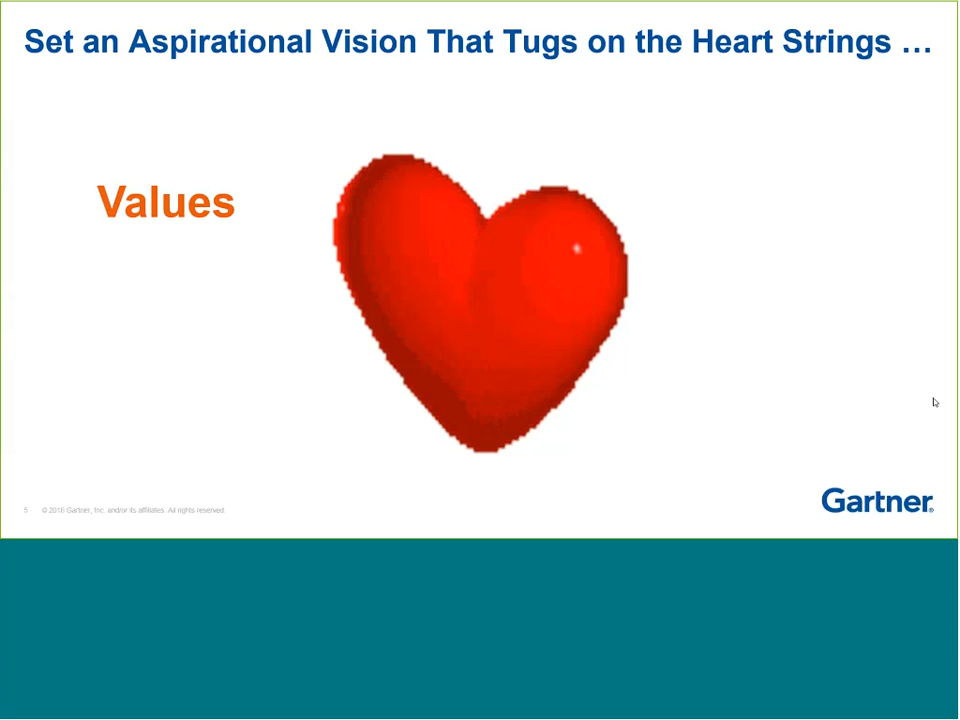 Set an Aspirational Vision That Tugs on the Heart Strings …
Values
5 © 2016 Gartner, Inc. and/or its affiliates. All rights reserved.
Gartner®